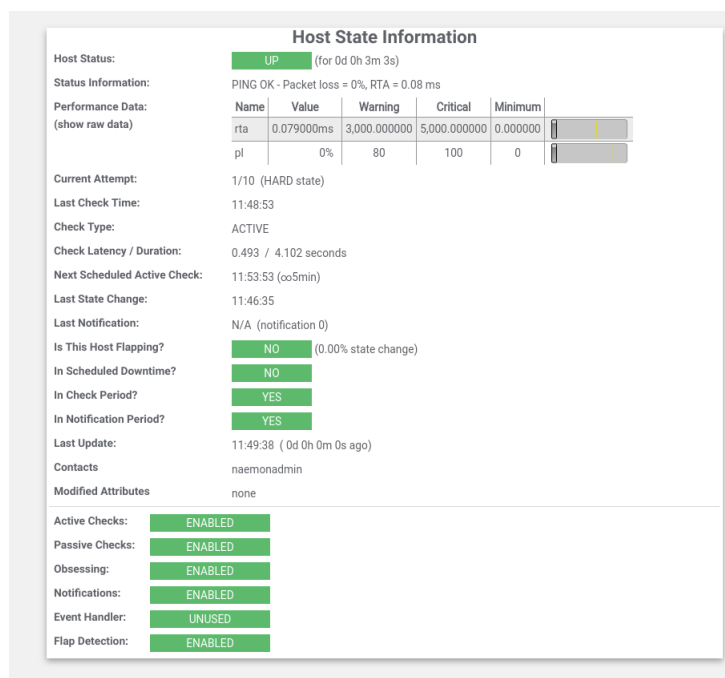 Host State Information
Host Status: UP (for 0d 0h 3m 3s)
Status Information: PING OK - Packet loss = 0%, RTA = 0.08 ms
Performance Data: Name Value Warning Critical Minimum
(show raw data) rta 0.079000ms 3,000.000000 5,000.000000 0.000000
pl 0% 80 100 0
Current Attempt: 1/10 (HARD state)
Last Check Time: 11:48:53
Check Type: ACTIVE
Check Latency / Duration: 0.493 / 4.102 seconds
Next Scheduled Active Check: 11:53:53 (∞5min)
Last State Change: 11:46:35
Last Notification: N/A (notification 0)
Is This Host Flapping? NO (0.00% state change)
In Scheduled Downtime? NO
In Check Period? YES
In Notification Period? YES
Last Update: 11:49:38 ( 0d 0h 0m 0s ago)
Contacts naemonadmin
Modified Attributes none
Active Checks: ENABLED
Passive Checks: ENABLED
Obsessing: ENABLED
Notifications: ENABLED
Event Handler: UNUSED
Flap Detection: ENABLED